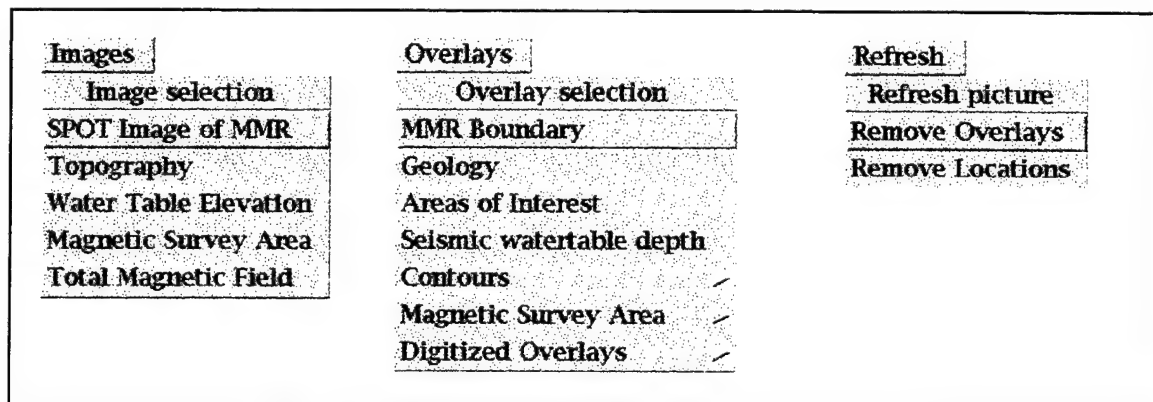 Images
Image selection
SPOT Image of MMR
Topography
Water Table Elevation
Magnetic Survey Area
Total Magnetic Field
Overlays
Overlay selection
MMR Boundary
Geology
Areas of Interest
Seismic watertable depth
Contours
Magnetic Survey Area
Digitized Overlays
Refresh
Refresh picture
Remove Overlays
Remove Locations